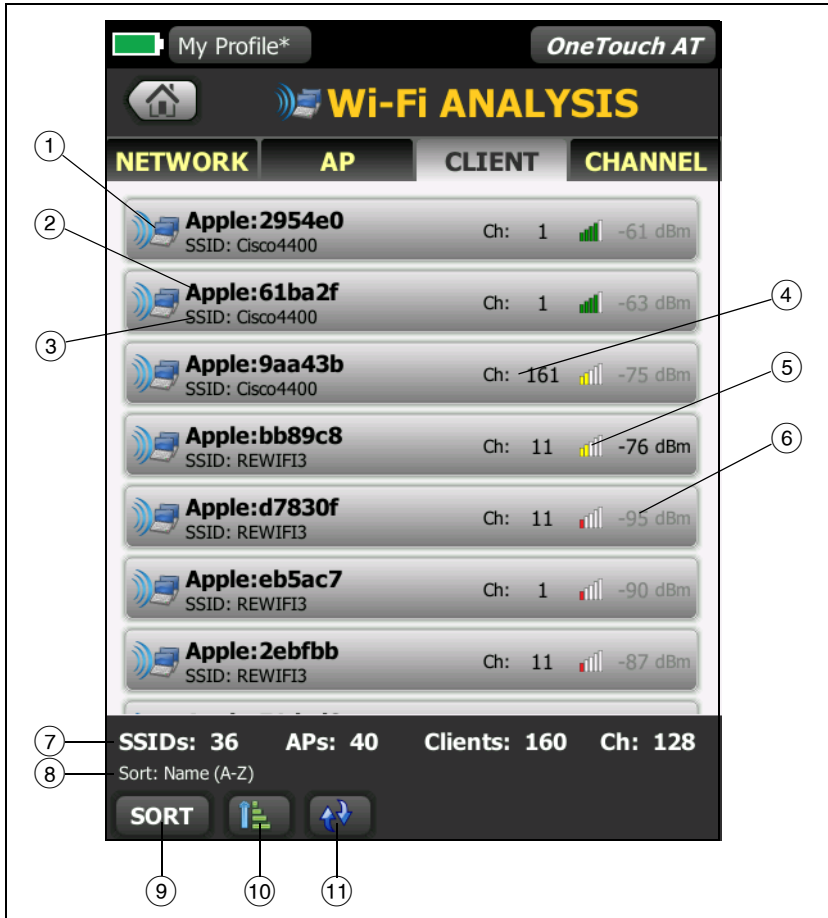 My Profile*
OneTouch AT
Wi-Fi ANALYSIS
NETWORK AP CLIENT CHANNEL
1
Apple:2954e0
SSID: Cisco4400
Ch: 1 -61 dBm
2
Apple:61ba2f
SSID: Cisco4400
Ch: 1 -63 dBm
3
4
Apple:9aa43b
SSID: Cisco4400
Ch: 161 -75 dBm
5
Apple:bb89c8
SSID: REWIFI3
Ch: 11 -76 dBm
6
Apple:d7830f
SSID: REWIFI3
Ch: 11 -95 dBm
Apple:eb5ac7
SSID: REWIFI3
Ch: 1 -90 dBm
Apple:2ebfbb
SSID: REWIFI3
Ch: 11 -87 dBm
7
SSIDs: 36 APs: 40 Clients: 160 Ch: 128
8
Sort: Name (A-Z)
SORT
9 10 11